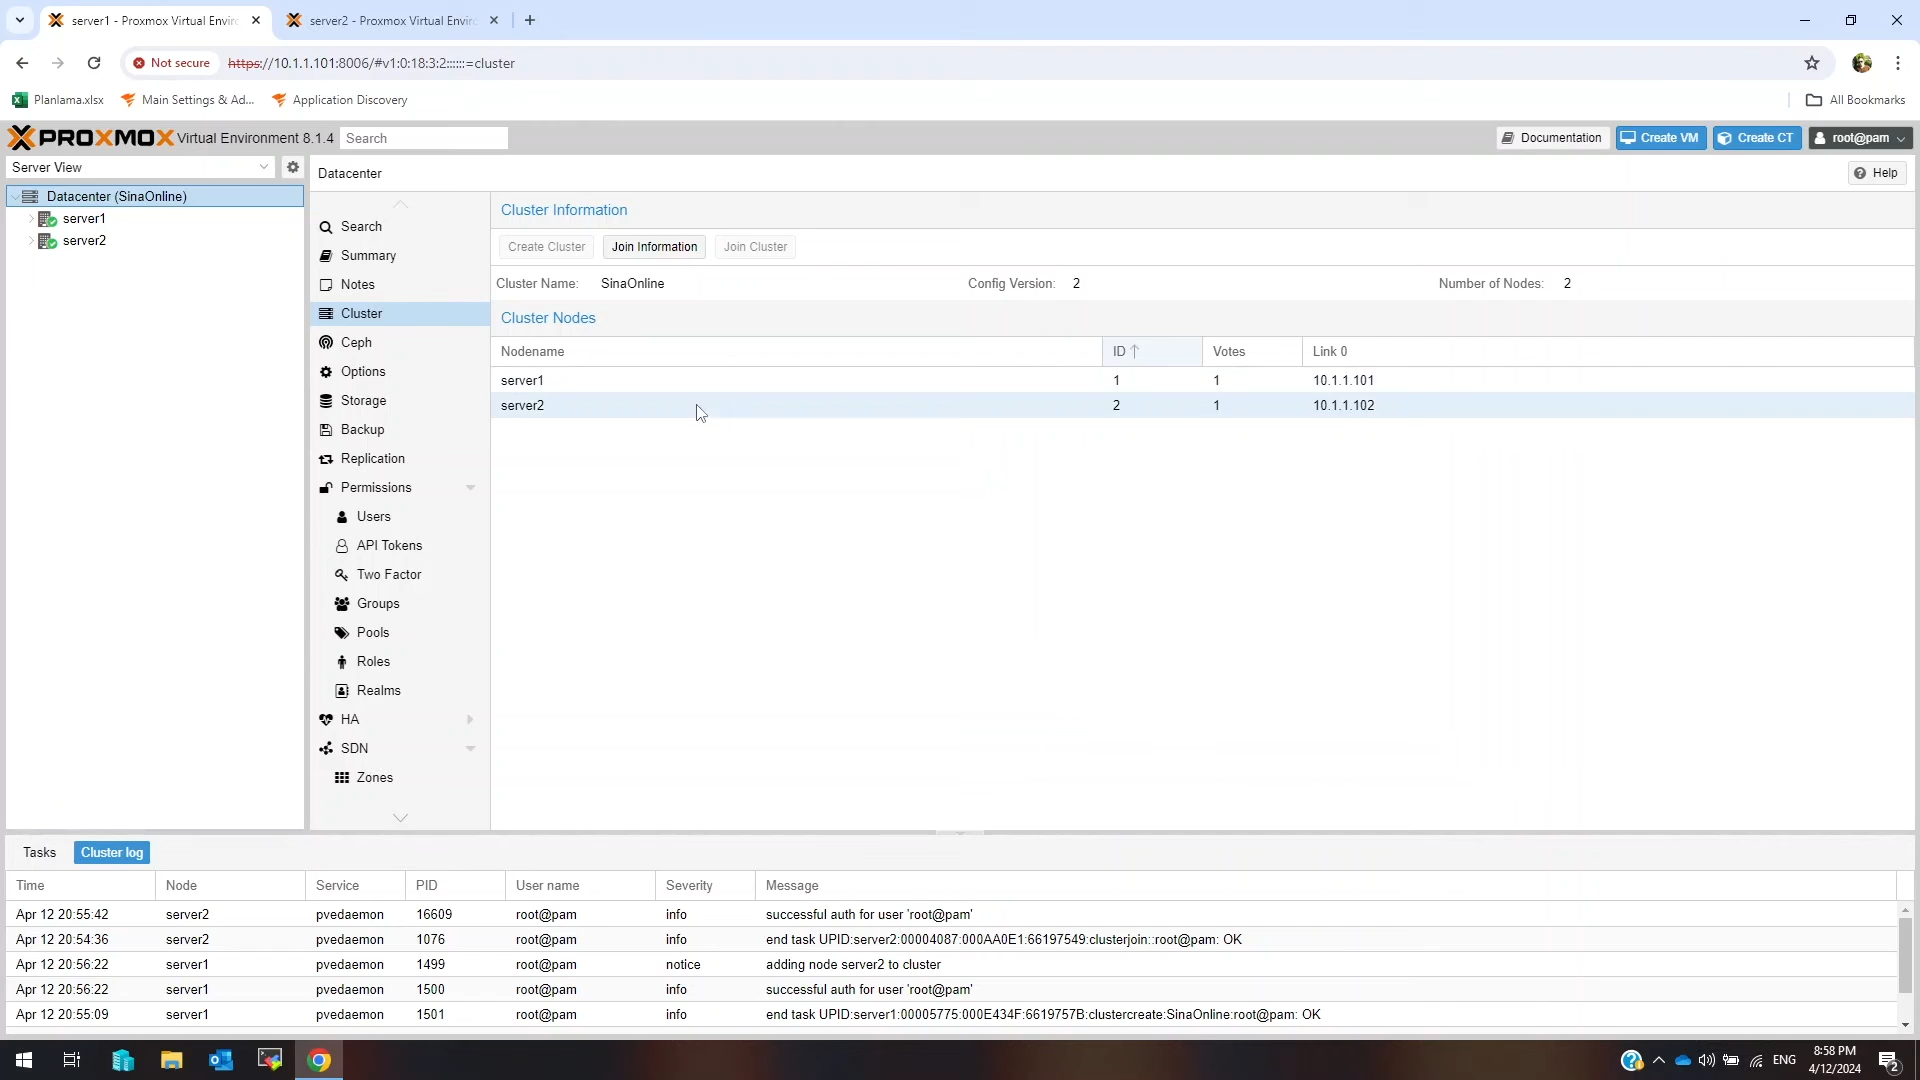 server1 - Proxmox Virtual Enviro
server2 - Proxmox Virtual Enviro
Not secure
https://10.1.1.101:8006/#v1:0:18:3:2::::::=cluster
Planlama.xlsx
Main Settings & Ad...
Application Discovery
All Bookmarks
PROXMOX Virtual Environment 8.1.4
Search
Documentation
Create VM
Create CT
root@pam
Server View
Datacenter
Help
Datacenter (SinaOnline)
server1
server2
Search
Summary
Notes
Cluster
Ceph
Options
Storage
Backup
Replication
Permissions
Users
API Tokens
Two Factor
Groups
Pools
Roles
Realms
HA
SDN
Zones
Cluster Information
Create Cluster
Join Information
Join Cluster
Cluster Name: SinaOnline Config Version: 2 Number of Nodes: 2
Cluster Nodes
Nodename ID Votes Link 0
server1 1 1 10.1.1.101
server2 2 1 10.1.1.102
Tasks
Cluster log
Time Node Service PID User name Severity Message
Apr 12 20:55:42 server2 pvedaemon 16609 root@pam info successful auth for user 'root@pam'
Apr 12 20:54:36 server2 pvedaemon 1076 root@pam info end task UPID:server2:00004087:000AA0E1:66197549:clusterjoin::root@pam: OK
Apr 12 20:56:22 server1 pvedaemon 1499 root@pam notice adding node server2 to cluster
Apr 12 20:56:22 server1 pvedaemon 1500 root@pam info successful auth for user 'root@pam'
Apr 12 20:55:09 server1 pvedaemon 1501 root@pam info end task UPID:server1:00005775:000E434F:6619757B:clustercreate:SinaOnline:root@pam: OK
ENG
8:58 PM
4/12/2024
2